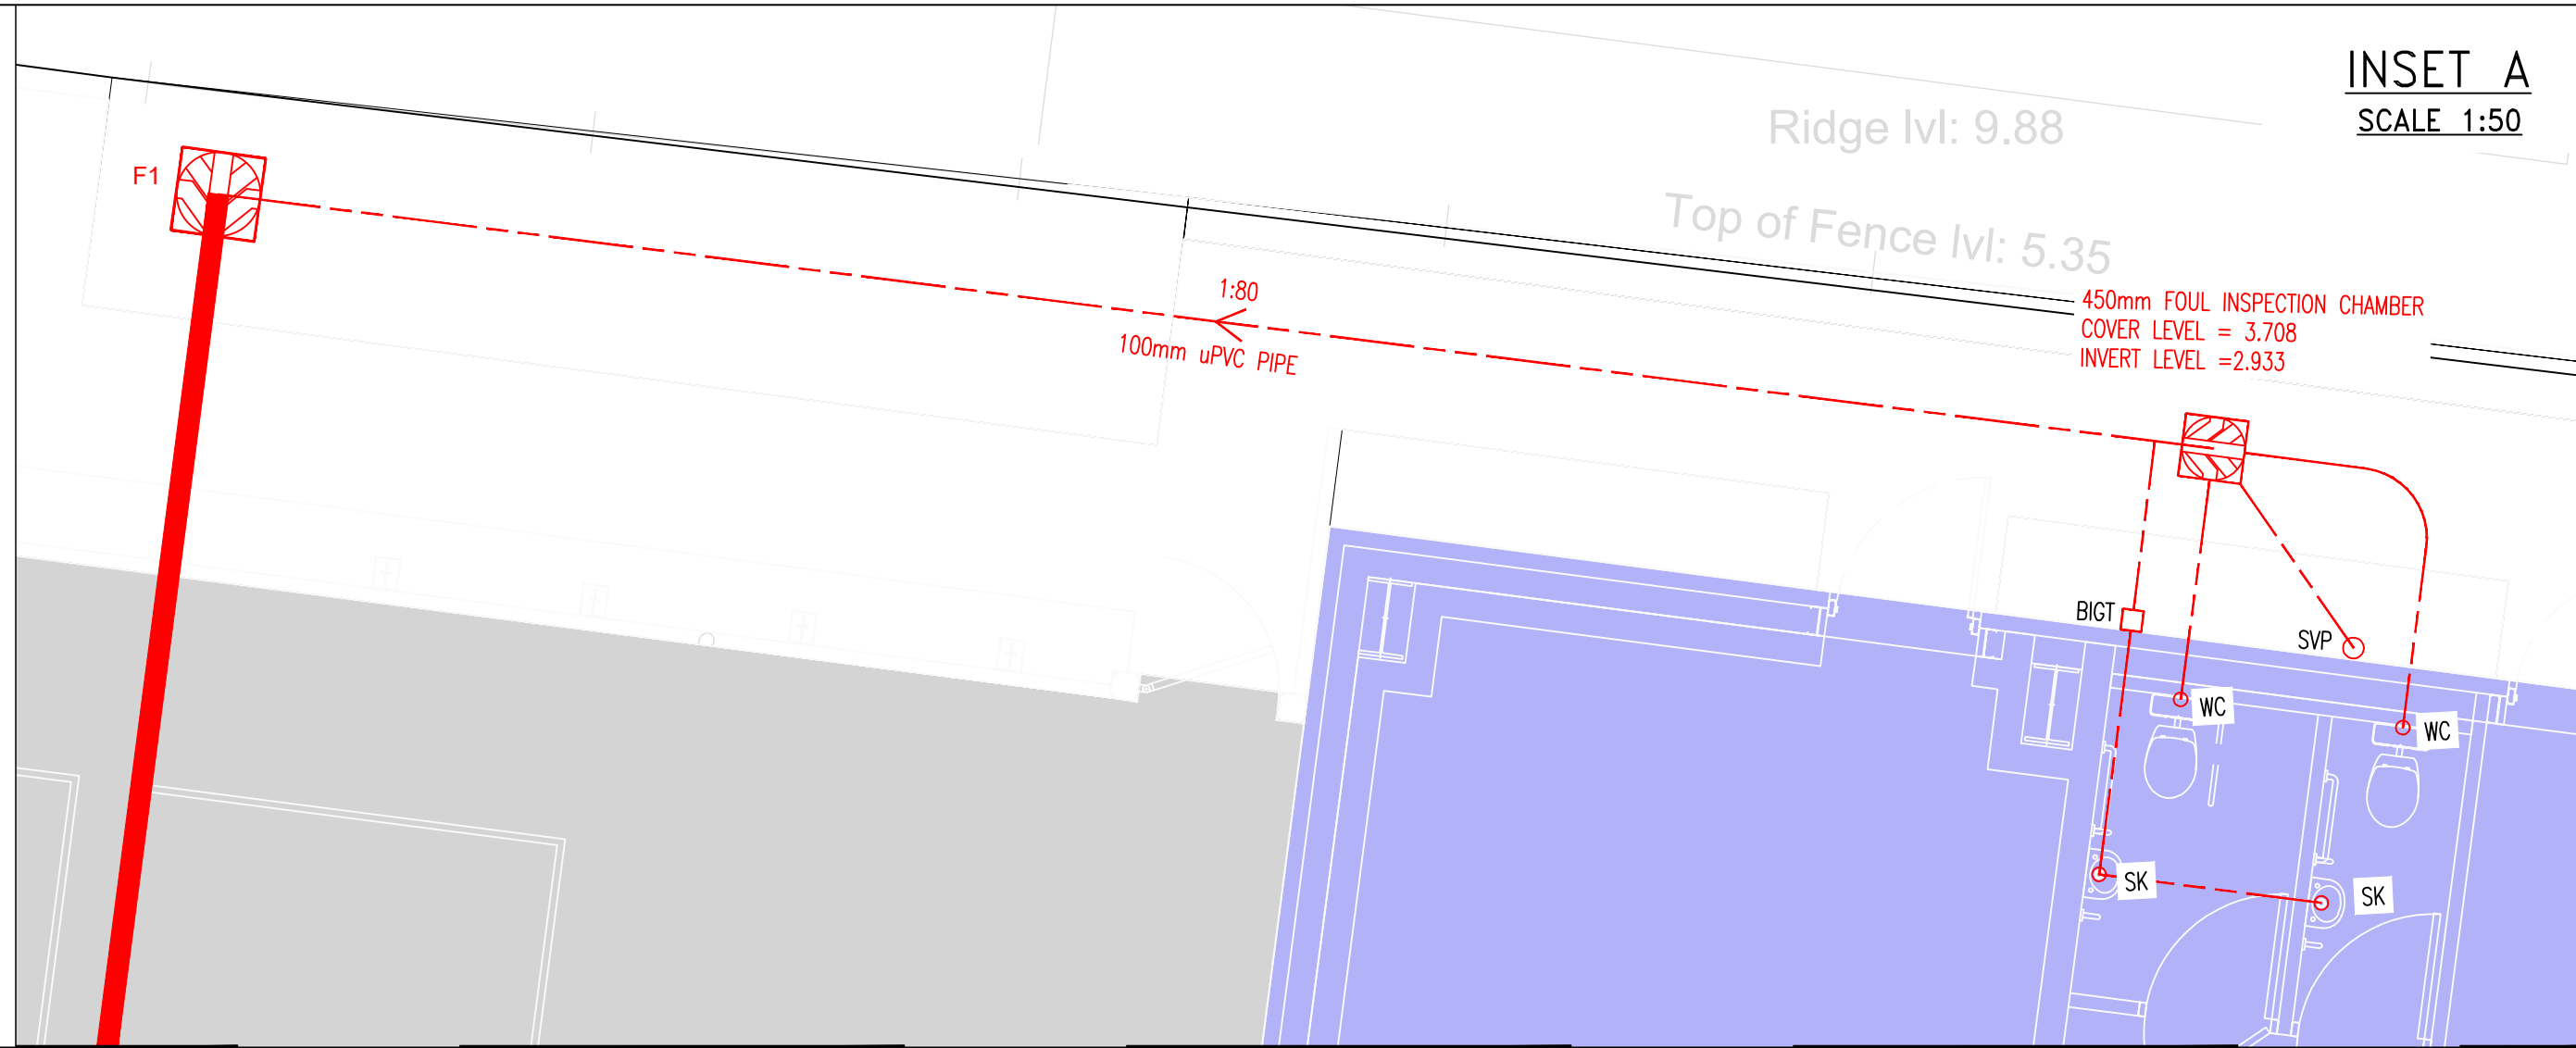 INSET A
SCALE 1:50
Ridge lvl: 9.88
Top of Fence lvl: 5.35
F1
1:80
100mm uPVC PIPE
450mm FOUL INSPECTION CHAMBER
COVER LEVEL = 3.708
INVERT LEVEL =2.933
BIGT
SVP
WC
WC
SK
SK